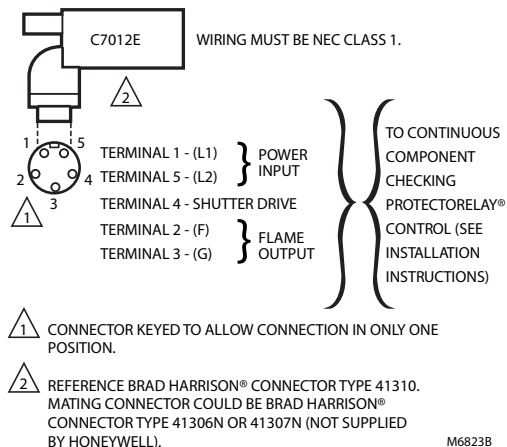 C7012E
WIRING MUST BE NEC CLASS 1.
2
1 5
2 4
3
1
TERMINAL 1 - (L1)
TERMINAL 5 - (L2)
POWER
INPUT
TERMINAL 4 - SHUTTER DRIVE
TERMINAL 2 - (F)
TERMINAL 3 - (G)
FLAME
OUTPUT
TO CONTINUOUS
COMPONENT
CHECKING
PROTECTORELAY®
CONTROL (SEE
INSTALLATION
INSTRUCTIONS)
1 CONNECTOR KEYED TO ALLOW CONNECTION IN ONLY ONE
POSITION.
2 REFERENCE BRAD HARRISON® CONNECTOR TYPE 41310.
MATING CONNECTOR COULD BE BRAD HARRISON®
CONNECTOR TYPE 41306N OR 41307N (NOT SUPPLIED
BY HONEYWELL).
M6823B